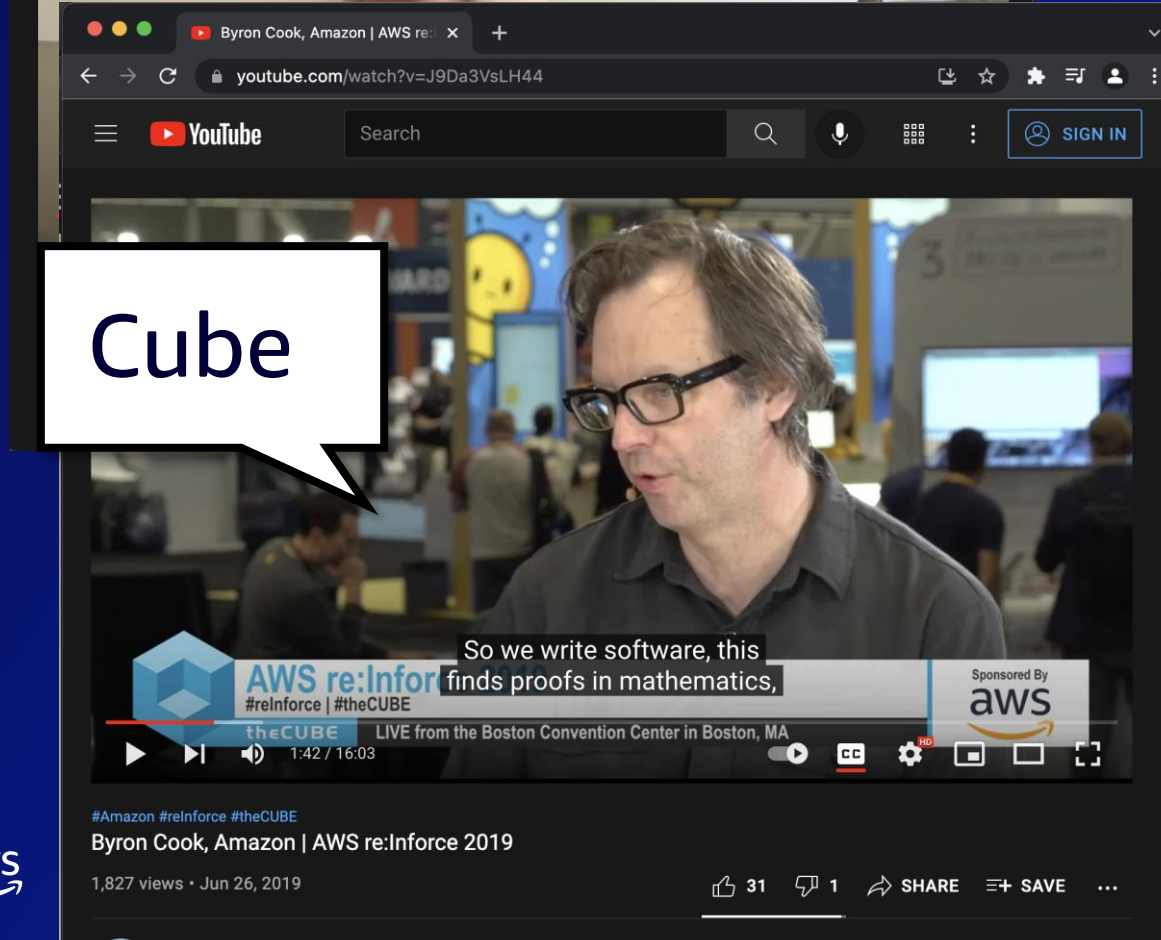 Byron Cook, Amazon | AWS re:
youtube.com/watch?v=J9Da3VsLH44
YouTube
Search
SIGN IN
Cube
3
So we write software, this
finds proofs in mathematics,
AWS re:Infor
#reInforce | #theCUBE
theCUBE LIVE from the Boston Convention Center in Boston, MA
Sponsored By
aws
1:42 / 16:03
CC
HD
#Amazon #reInforce #theCUBE
Byron Cook, Amazon | AWS re:Inforce 2019
1,827 views • Jun 26, 2019
31
1
SHARE
SAVE